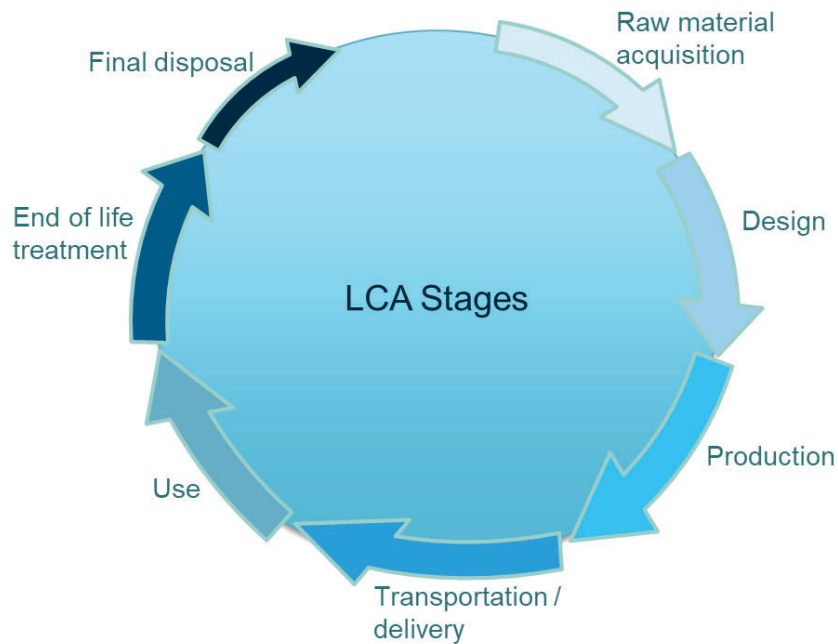 Raw material
acquisition
Design
Production
Transportation /
delivery
Use
End of life
treatment
Final disposal
LCA Stages